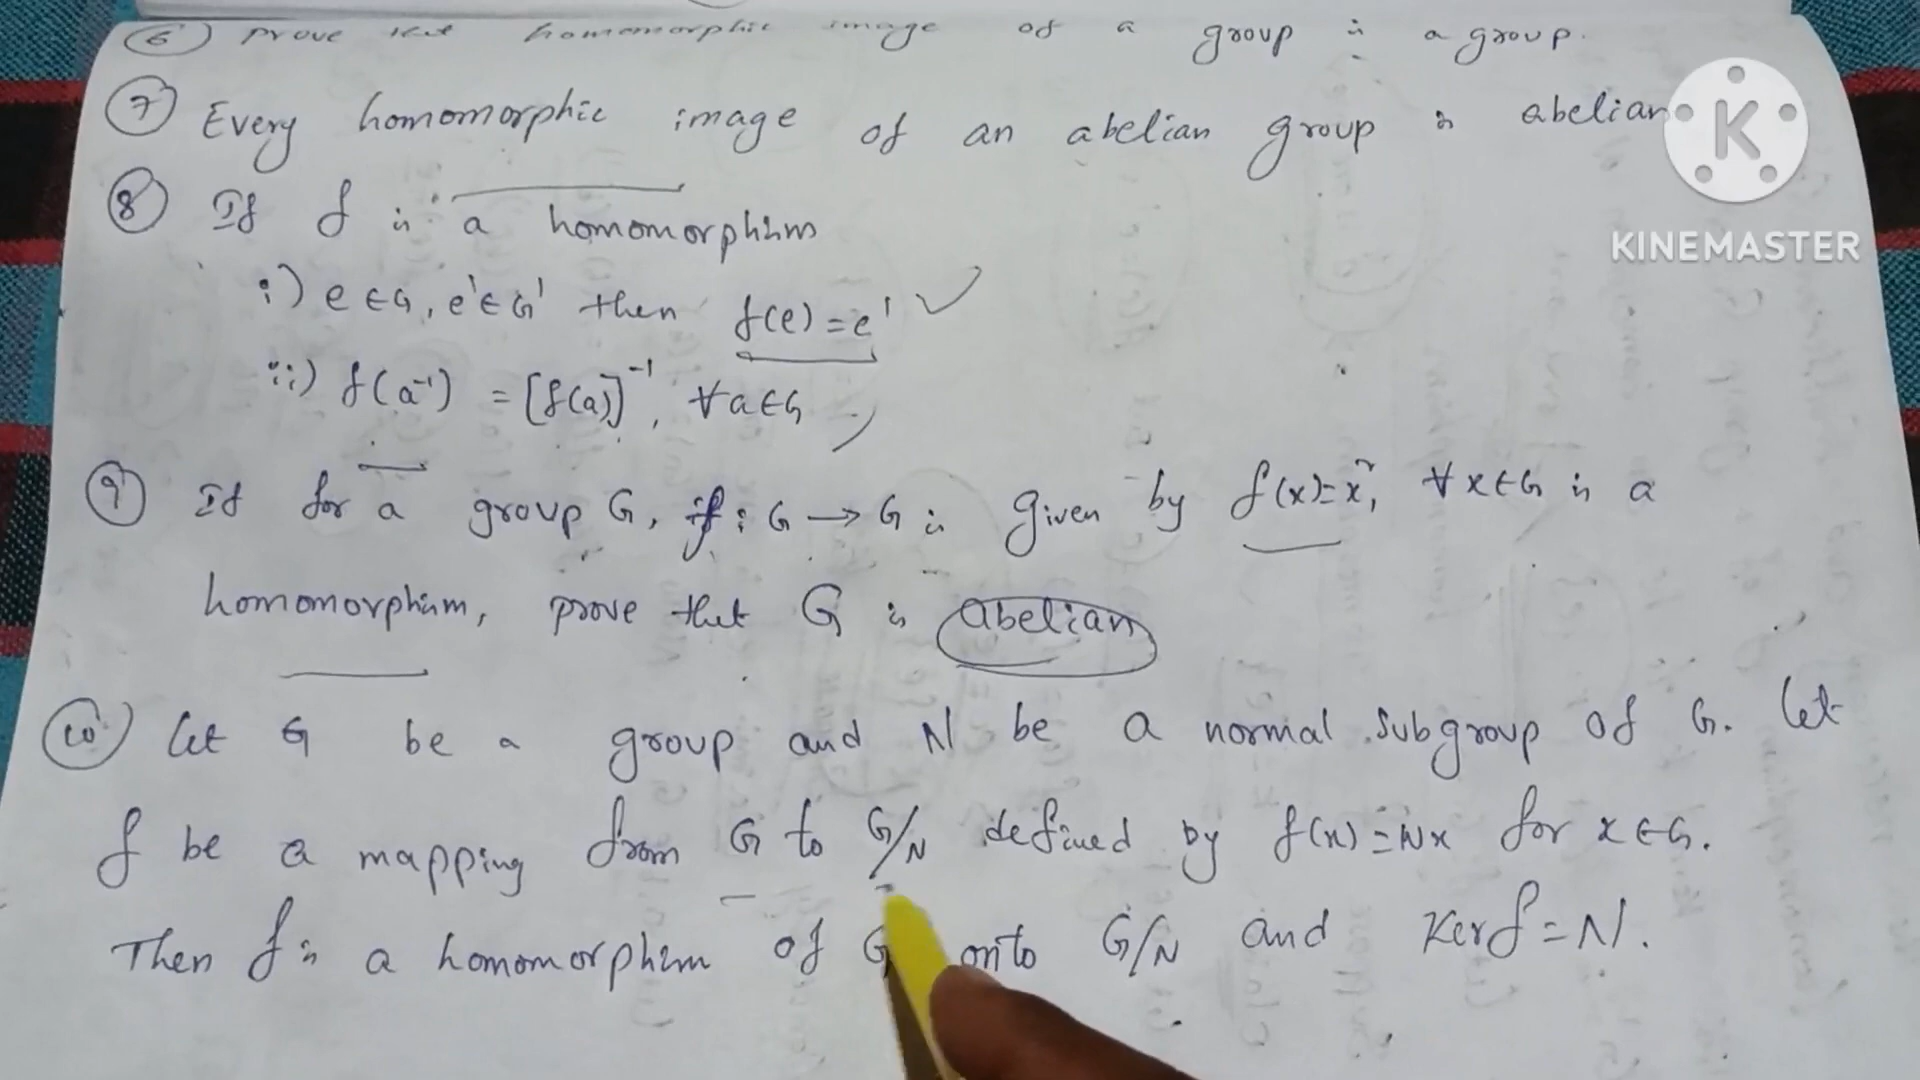 6) prove that homomorphic image of a group is a group.
7) Every homomorphic image of an abelian group is abelian
8) If f is a homomorphism
i) e∈G, e'∈G' then f(e)=e'
ii) f(a⁻¹) = [f(a)]⁻¹, ∀a∈G
9) If for a group G, if: G → G is given by f(x)=x², ∀x∈G is a
homomorphism, prove that G is abelian
10) Let G be a group and N be a normal subgroup of G. Let
f be a mapping from G to G/N defined by f(x)=Nx for x∈G.
Then f is a homomorphism of G onto G/N and Kerf=N.
K
KINEMASTER